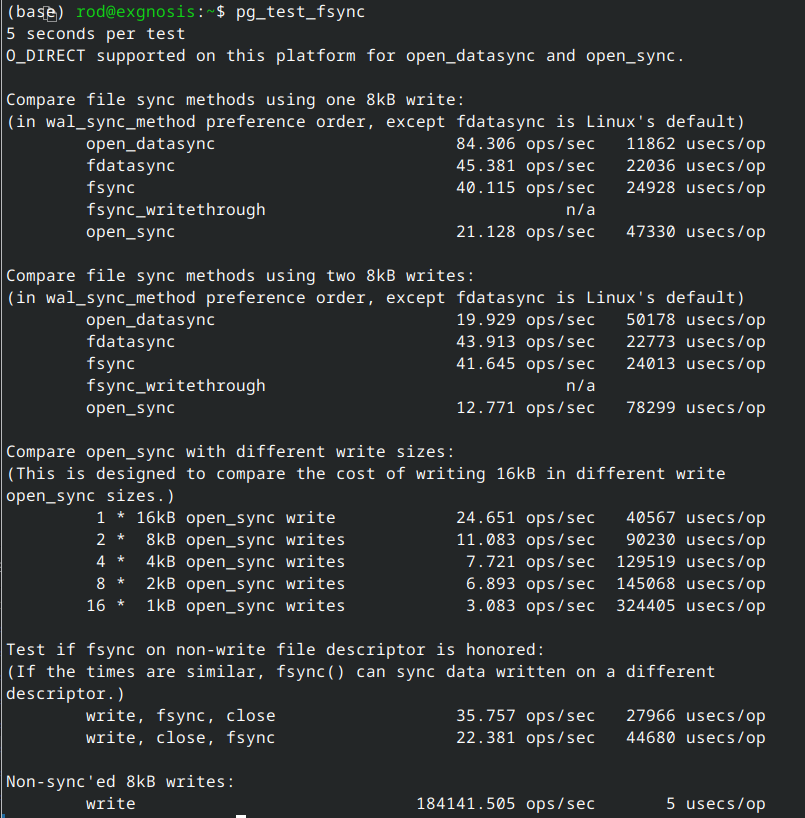 (base) rod@exgnosis:~$ pg_test_fsync
5 seconds per test
O_DIRECT supported on this platform for open_datasync and open_sync.

Compare file sync methods using one 8kB write:
(in wal_sync_method preference order, except fdatasync is Linux's default)
        open_datasync                        84.306 ops/sec   11862 usecs/op
        fdatasync                            45.381 ops/sec   22036 usecs/op
        fsync                                40.115 ops/sec   24928 usecs/op
        fsync_writethrough                              n/a
        open_sync                            21.128 ops/sec   47330 usecs/op

Compare file sync methods using two 8kB writes:
(in wal_sync_method preference order, except fdatasync is Linux's default)
        open_datasync                        19.929 ops/sec   50178 usecs/op
        fdatasync                            43.913 ops/sec   22773 usecs/op
        fsync                                41.645 ops/sec   24013 usecs/op
        fsync_writethrough                              n/a
        open_sync                            12.771 ops/sec   78299 usecs/op

Compare open_sync with different write sizes:
(This is designed to compare the cost of writing 16kB in different write
open_sync sizes.)
         1 * 16kB open_sync write            24.651 ops/sec   40567 usecs/op
         2 *  8kB open_sync writes           11.083 ops/sec   90230 usecs/op
         4 *  4kB open_sync writes            7.721 ops/sec  129519 usecs/op
         8 *  2kB open_sync writes            6.893 ops/sec  145068 usecs/op
        16 *  1kB open_sync writes            3.083 ops/sec  324405 usecs/op

Test if fsync on non-write file descriptor is honored:
(If the times are similar, fsync() can sync data written on a different
descriptor.)
        write, fsync, close                  35.757 ops/sec   27966 usecs/op
        write, close, fsync                  22.381 ops/sec   44680 usecs/op

Non-sync'ed 8kB writes:
        write                            184141.505 ops/sec       5 usecs/op